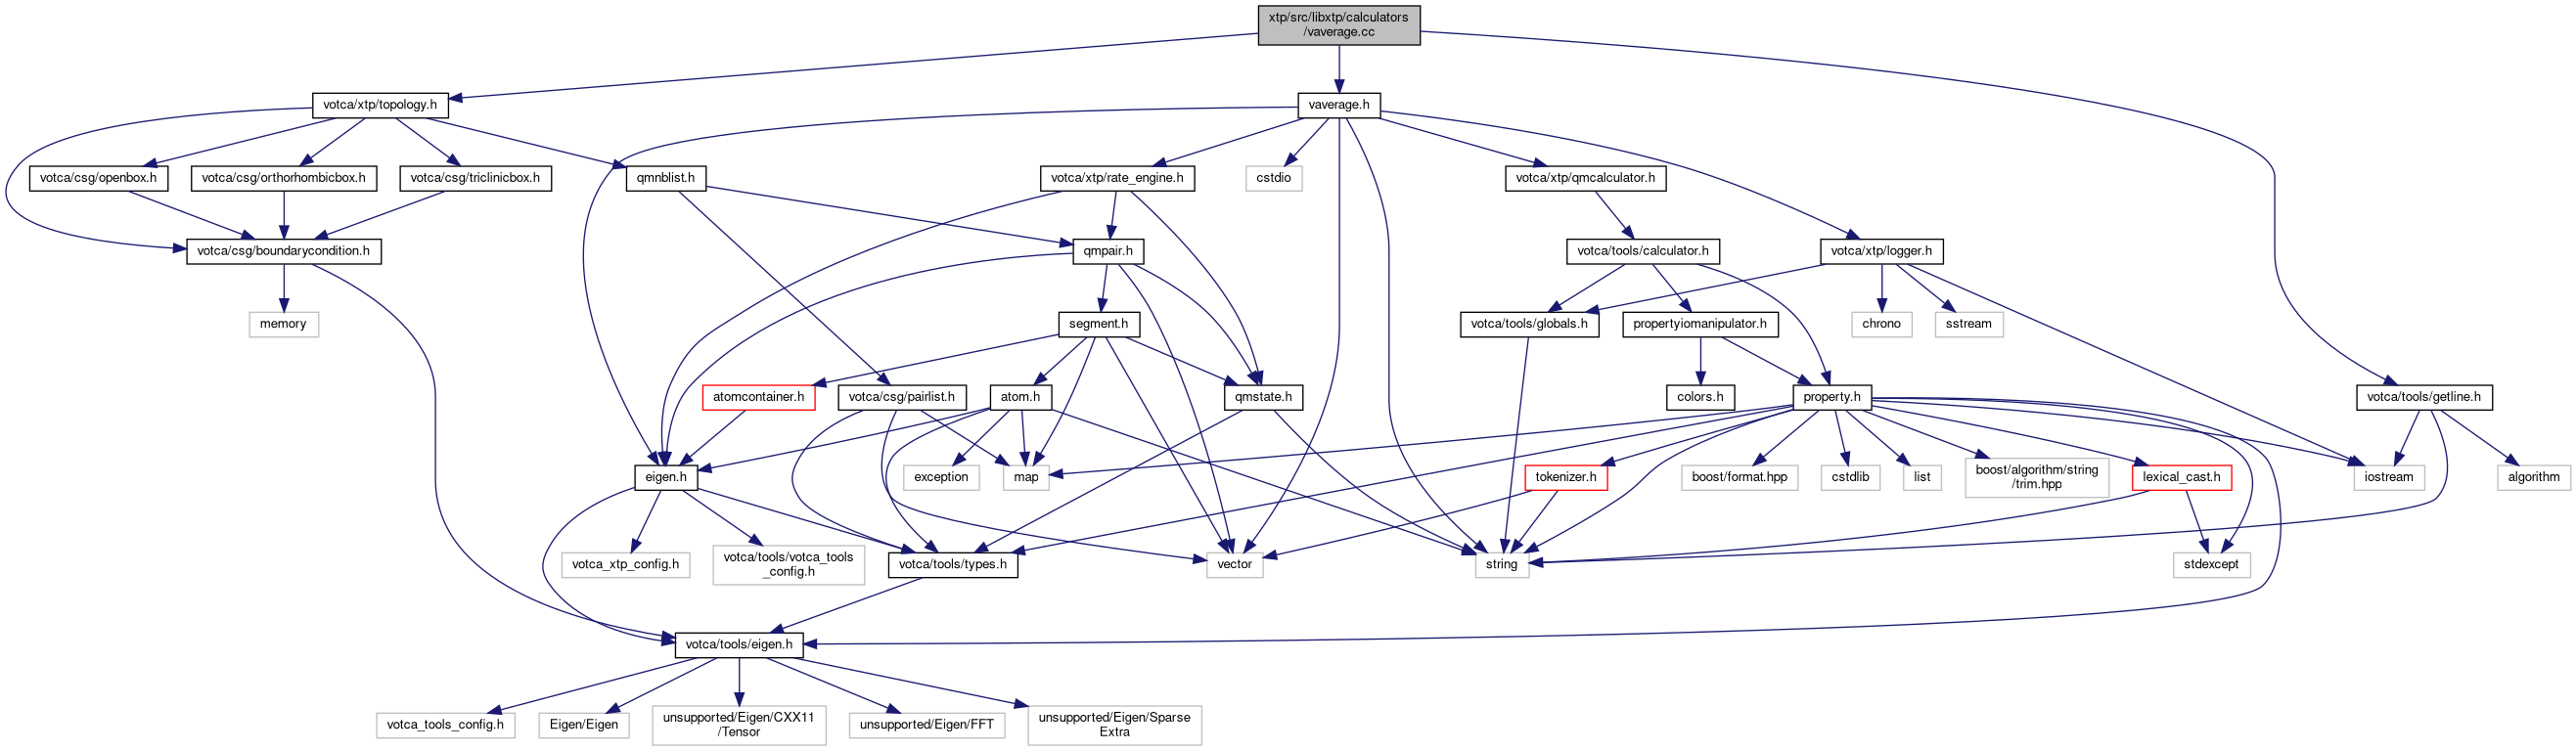 xtp/src/libxtp/calculators
/vaverage.cc
votca/xtp/topology.h
vaverage.h
votca/csg/openbox.h
votca/csg/orthorhombicbox.h
votca/csg/triclinicbox.h
qmnblist.h
votca/xtp/rate_engine.h
cstdio
votca/xtp/qmcalculator.h
votca/csg/boundarycondition.h
qmpair.h
votca/tools/calculator.h
votca/xtp/logger.h
memory
segment.h
votca/tools/globals.h
propertyiomanipulator.h
chrono
sstream
atomcontainer.h
votca/csg/pairlist.h
atom.h
qmstate.h
colors.h
property.h
votca/tools/getline.h
eigen.h
exception
map
tokenizer.h
boost/format.hpp
cstdlib
list
boost/algorithm/string
/trim.hpp
lexical_cast.h
iostream
algorithm
votca_xtp_config.h
votca/tools/votca_tools
_config.h
votca/tools/types.h
vector
string
stdexcept
votca/tools/eigen.h
votca_tools_config.h
Eigen/Eigen
unsupported/Eigen/CXX11
/Tensor
unsupported/Eigen/FFT
unsupported/Eigen/Sparse
Extra